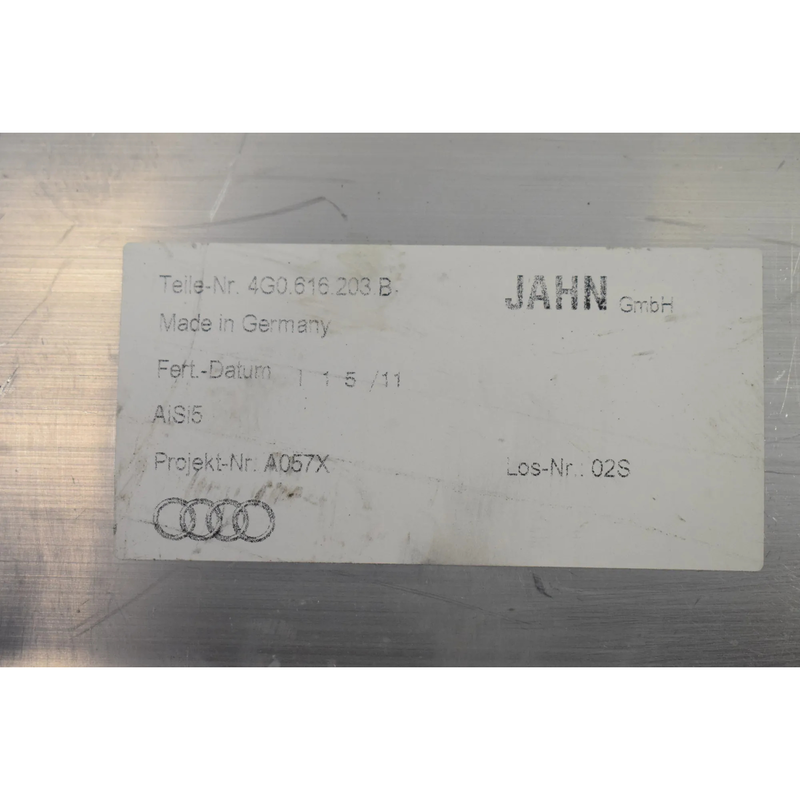 Teile-Nr. 4G0.616.203.B.
JAHN GmbH
Made in Germany
Fert.-Datum 1 1 5 /11
AlSi5
Projekt-Nr. A057X
Los-Nr.: 02S